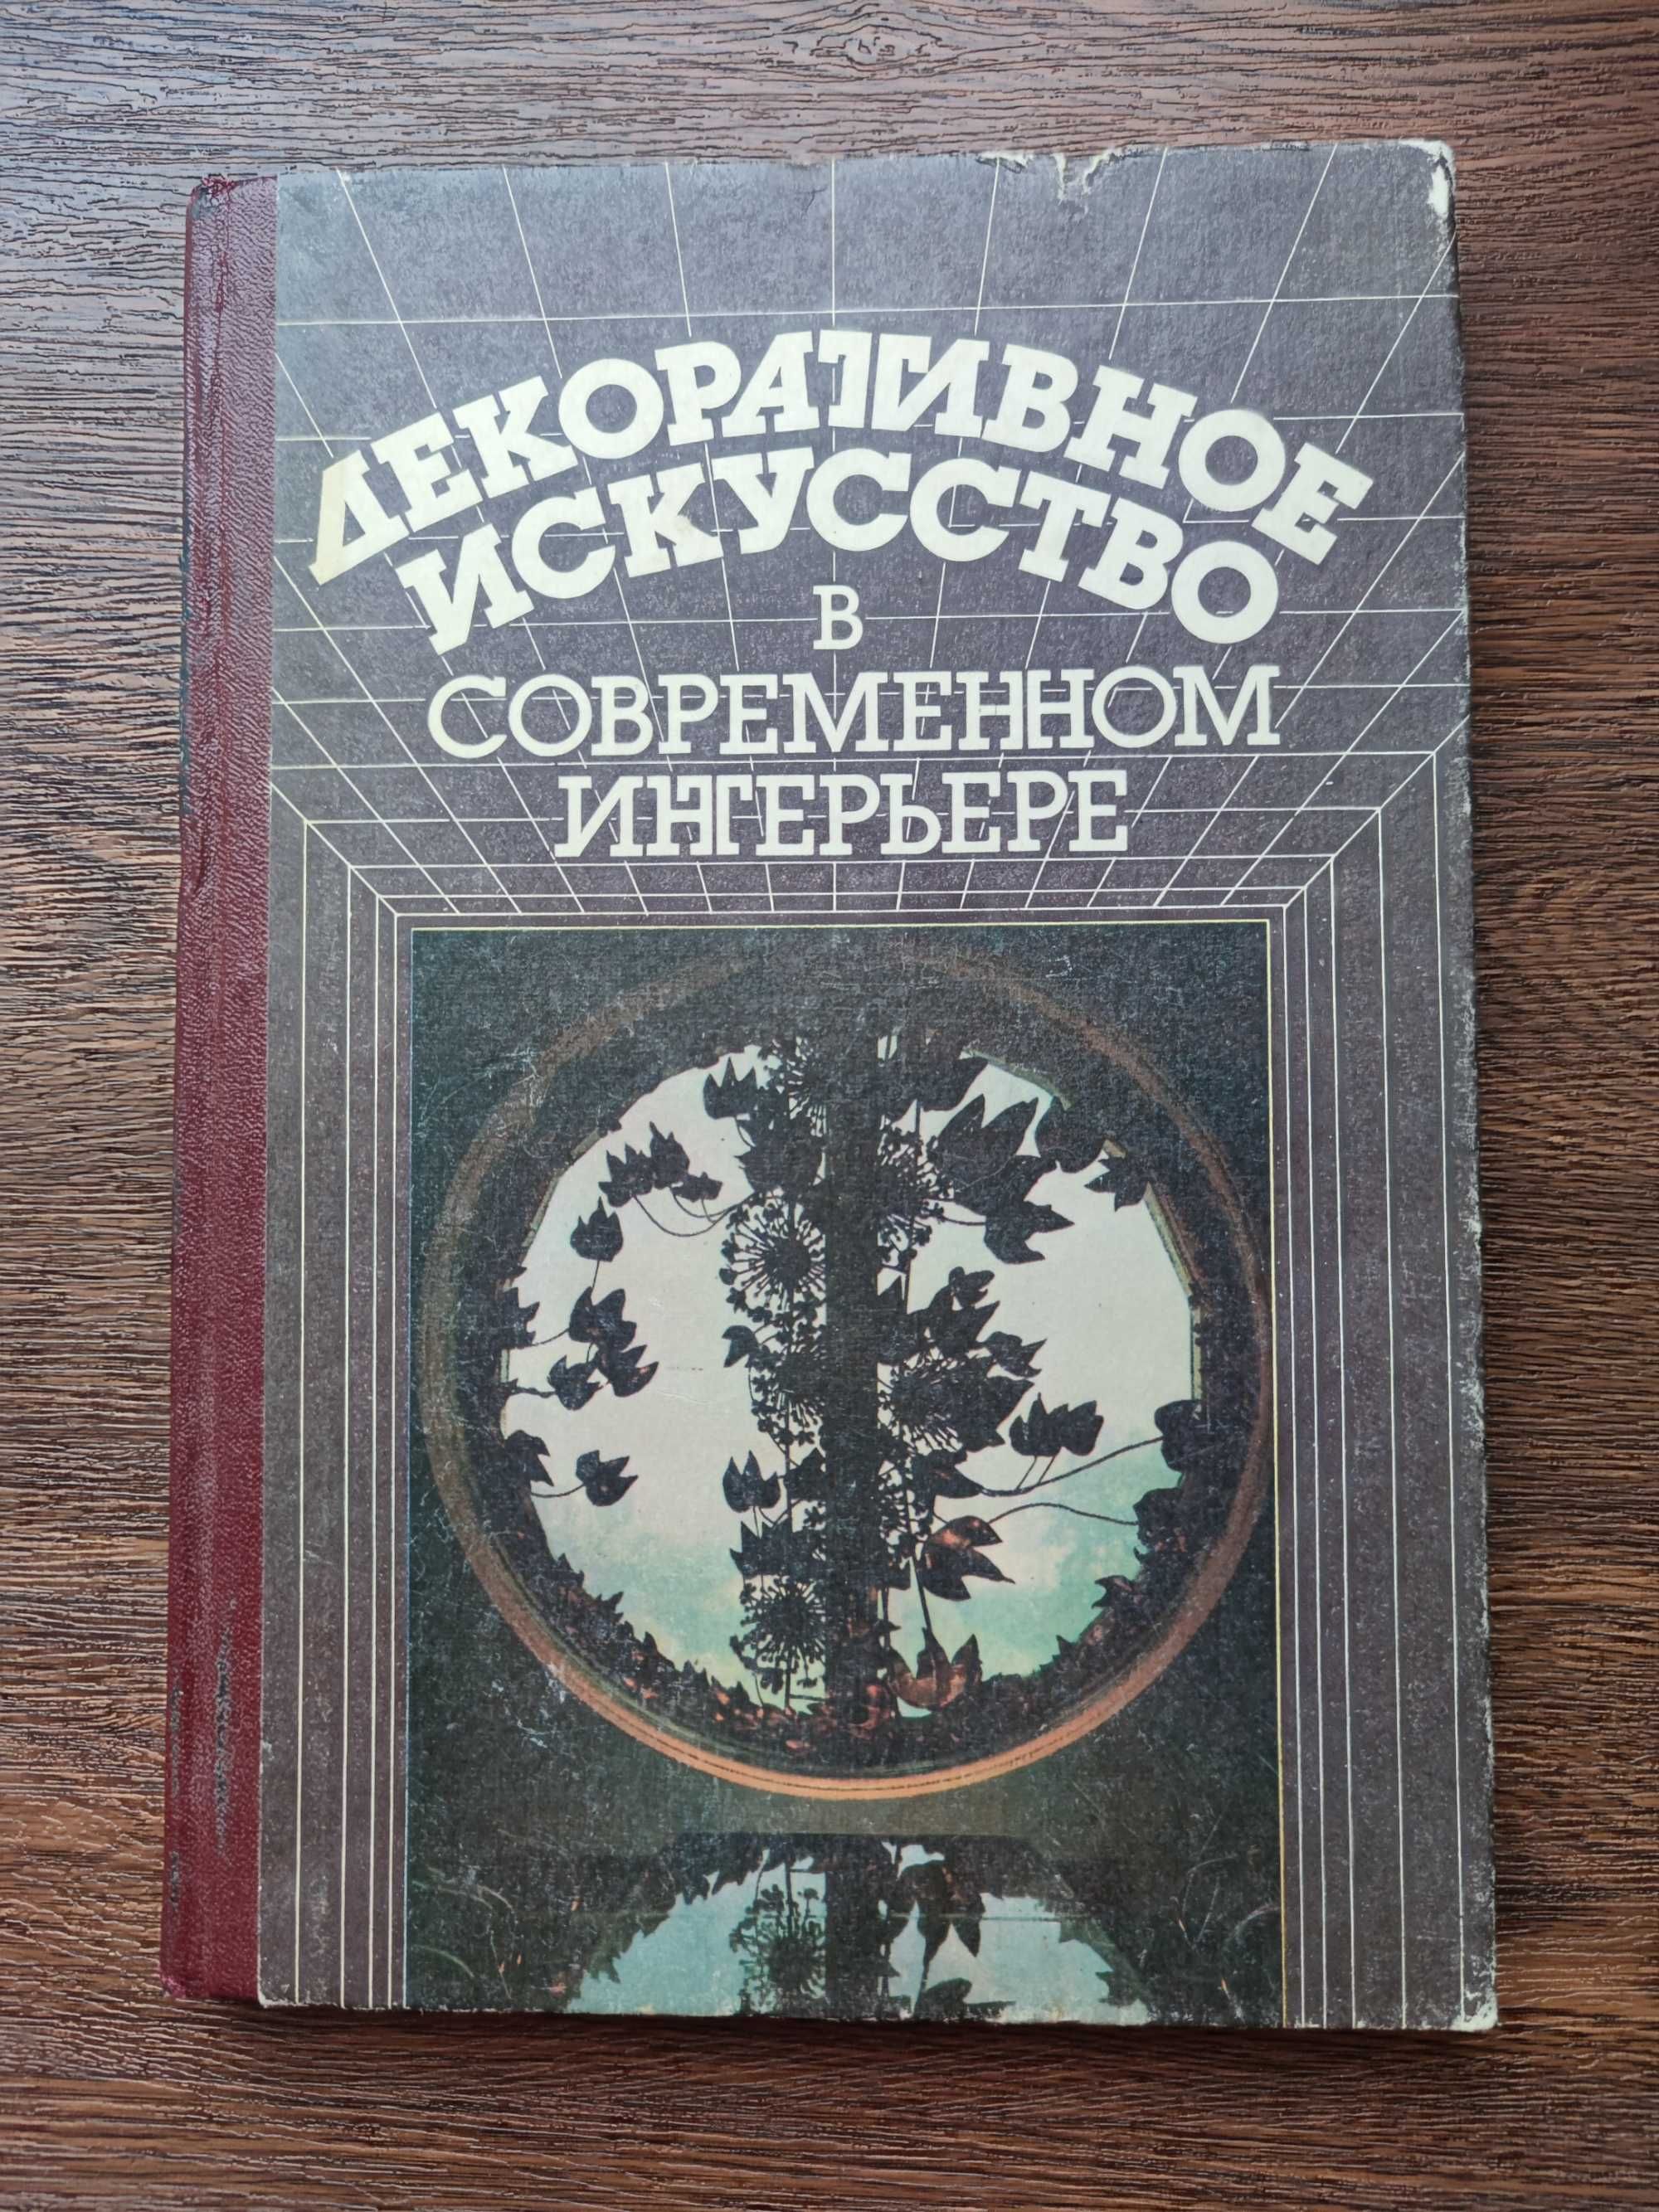 ДЕКОРАТИВНОЕ
ИСКУССТВО
В
СОВРЕМЕННОМ
ИНТЕРЬЕРЕ